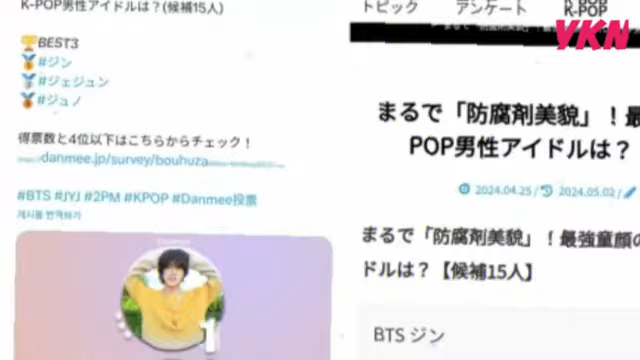 K-POP男性アイドルは？(候補15人)
🏆BEST3
🥇#ジン
🥈#ジェジュン
🥉#ジュノ
得票数と4位以下はこちらからチェック！
danmee.jp/survey/bouhuza
#BTS #JYJ #2PM #KPOP #Danmee投票
게시물 번역하기
1
トピック アンケート K-POP
YKN
まるで「防腐剤美貌」！最
POP男性アイドルは？
2024.04.25 / 2024.05.02 /
まるで「防腐剤美貌」！最強童顔の
ドルは？【候補15人】
BTS ジン